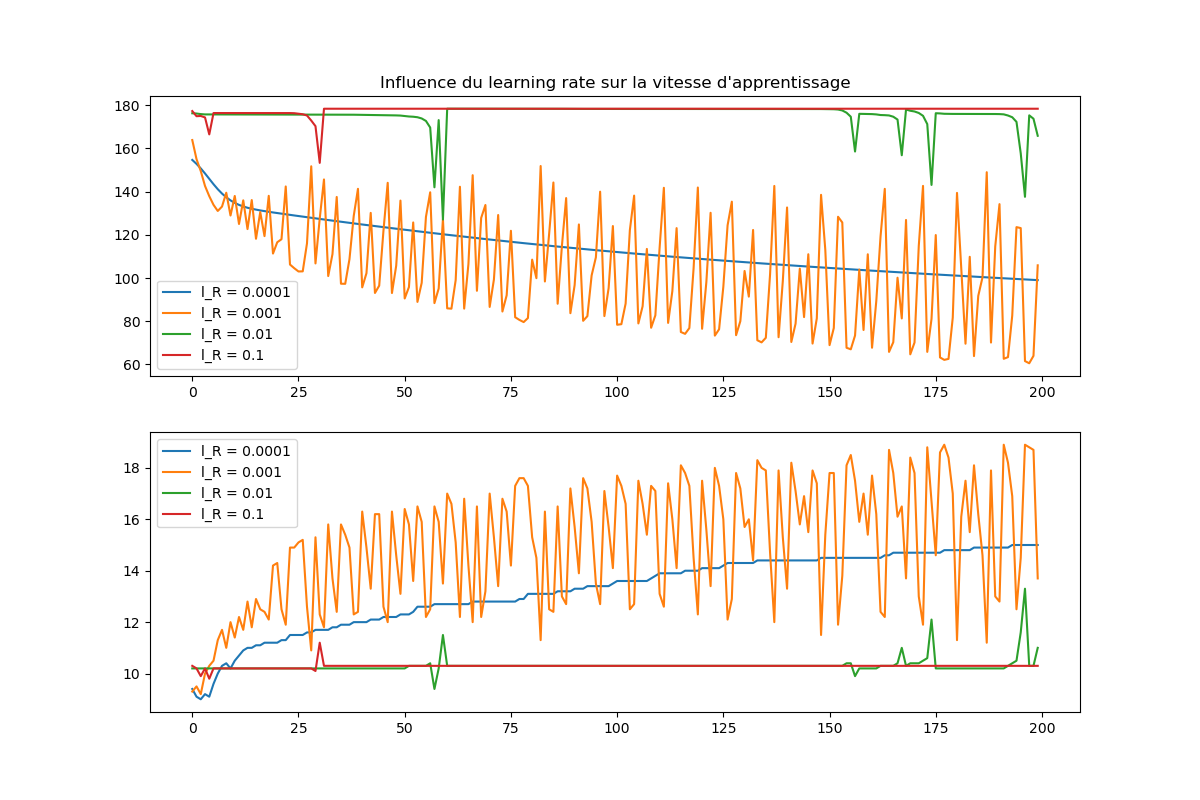 Influence du learning rate sur la vitesse d'apprentissage
180
160
140
120
100
80
60
l_R = 0.0001
l_R = 0.001
l_R = 0.01
l_R = 0.1
0 25 50 75 100 125 150 175 200
18
16
14
12
10
l_R = 0.0001
l_R = 0.001
l_R = 0.01
l_R = 0.1
0 25 50 75 100 125 150 175 200